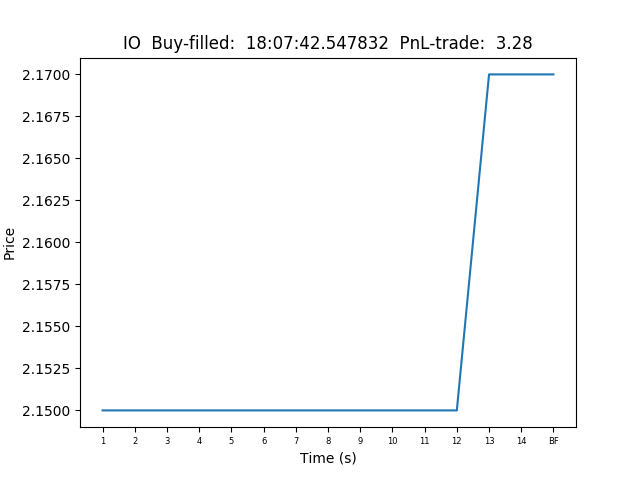 IO  Buy-filled:  18:07:42.547832  PnL-trade:  3.28
2.1700
2.1675
2.1650
2.1625
2.1600
2.1575
2.1550
2.1525
2.1500
Price
1 2 3 4 5 6 7 8 9 10 11 12 13 14 BF
Time (s)